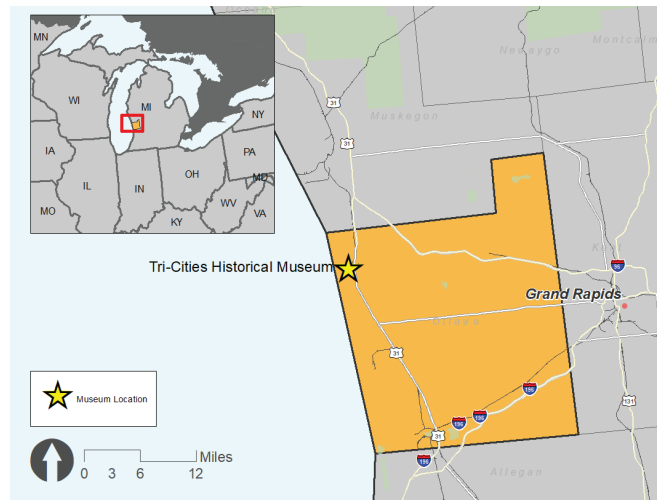 MN
WI
MI
NY
IA
PA
IL
IN
OH
MD
MO
WV
KY
VA
Newaygo
Montcalm
31
31
Muskegon
Kent
96
Tri-Cities Historical Museum
Grand Rapids
Ottawa
31
196
131
Museum Location
196
196
31
196
0 3 6 12 Miles
Allegan